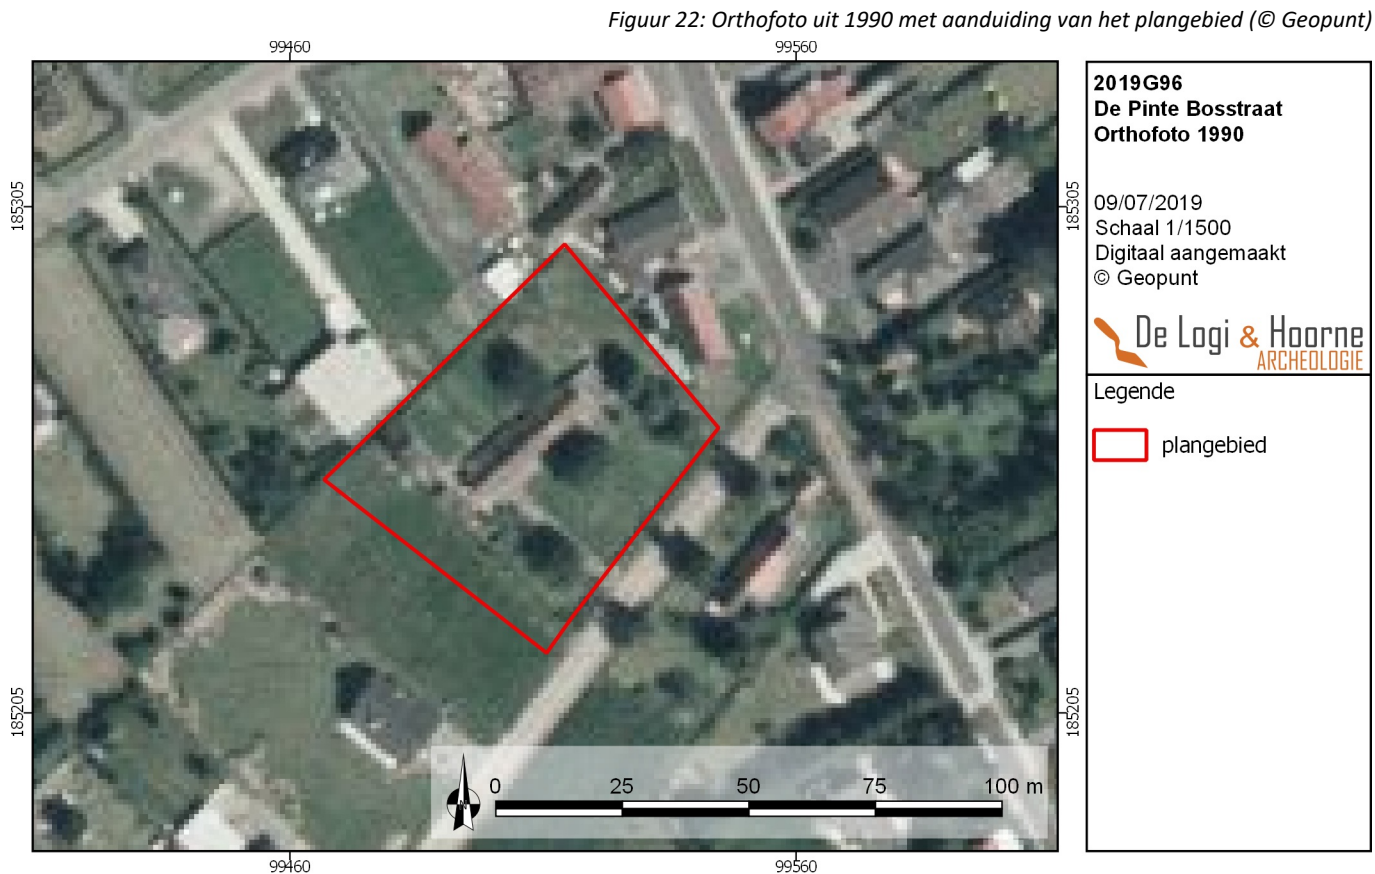 Figuur 22: Orthofoto uit 1990 met aanduiding van het plangebied (© Geopunt)
99460 99560
185305 185305
185205 185205
99460 99560
0 25 50 75 100 m
N
2019G96
De Pinte Bosstraat
Orthofoto 1990
09/07/2019
Schaal 1/1500
Digitaal aangemaakt
© Geopunt
De Logi & Hoorne
ARCHEOLOGIE
Legende
plangebied